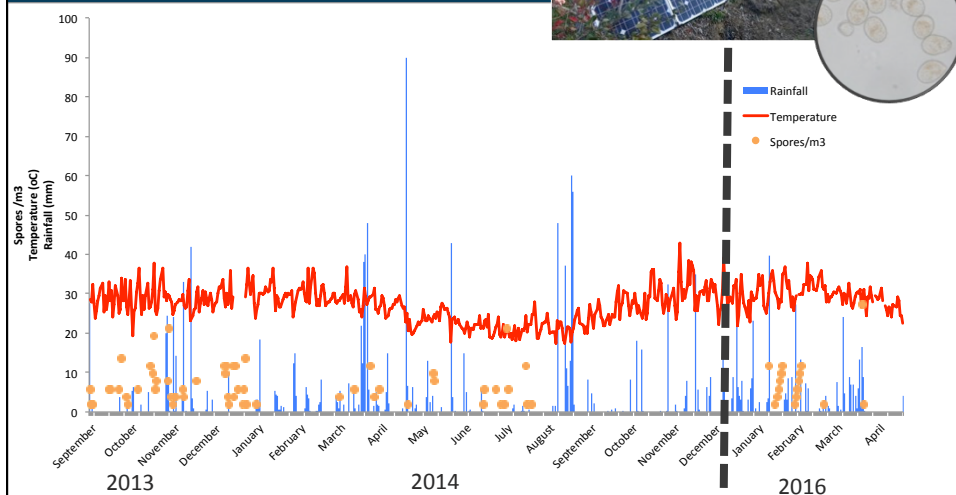 100
90
80
70
60
50
40
30
20
10
0
Spores /m3
Temperature (oC)
Rainfall (mm)
Rainfall
Temperature
Spores/m3
September
October
November
December
January
February
March
April
May
June
July
August
September
October
November
December
January
February
March
April
2013
2014
2016